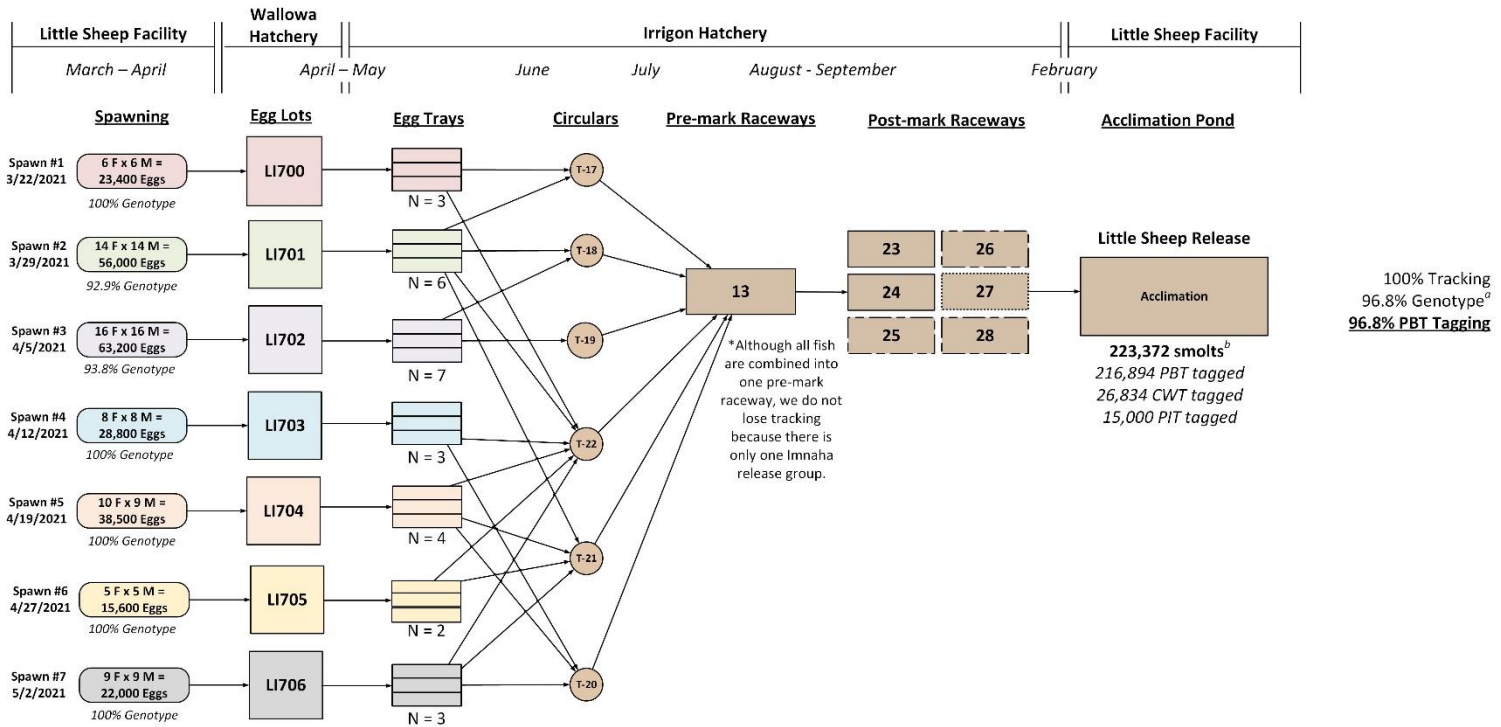 Little Sheep Facility
Wallowa
Hatchery
Irrigon Hatchery
Little Sheep Facility
March – April
April – May
June
July
August - September
February
Spawning
Egg Lots
Egg Trays
Circulars
Pre-mark Raceways
Post-mark Raceways
Acclimation Pond
Spawn #1
3/22/2021
6 F x 6 M =
23,400 Eggs
100% Genotype
LI700
N = 3
T-17
Spawn #2
3/29/2021
14 F x 14 M =
56,000 Eggs
92.9% Genotype
LI701
N = 6
T-18
Spawn #3
4/5/2021
16 F x 16 M =
63,200 Eggs
93.8% Genotype
LI702
N = 7
T-19
Spawn #4
4/12/2021
8 F x 8 M =
28,800 Eggs
100% Genotype
LI703
N = 3
T-22
Spawn #5
4/19/2021
10 F x 9 M =
38,500 Eggs
100% Genotype
LI704
N = 4
T-21
Spawn #6
4/27/2021
5 F x 5 M =
15,600 Eggs
100% Genotype
LI705
N = 2
Spawn #7
5/2/2021
9 F x 9 M =
22,000 Eggs
100% Genotype
LI706
N = 3
T-20
13
*Although all fish
are combined into
one pre-mark
raceway, we do not
lose tracking
because there is
only one Imnaha
release group.
23
26
24
27
25
28
Little Sheep Release
Acclimation
223,372 smolts^b
216,894 PBT tagged
26,834 CWT tagged
15,000 PIT tagged
100% Tracking
96.8% Genotype^a
96.8% PBT Tagging